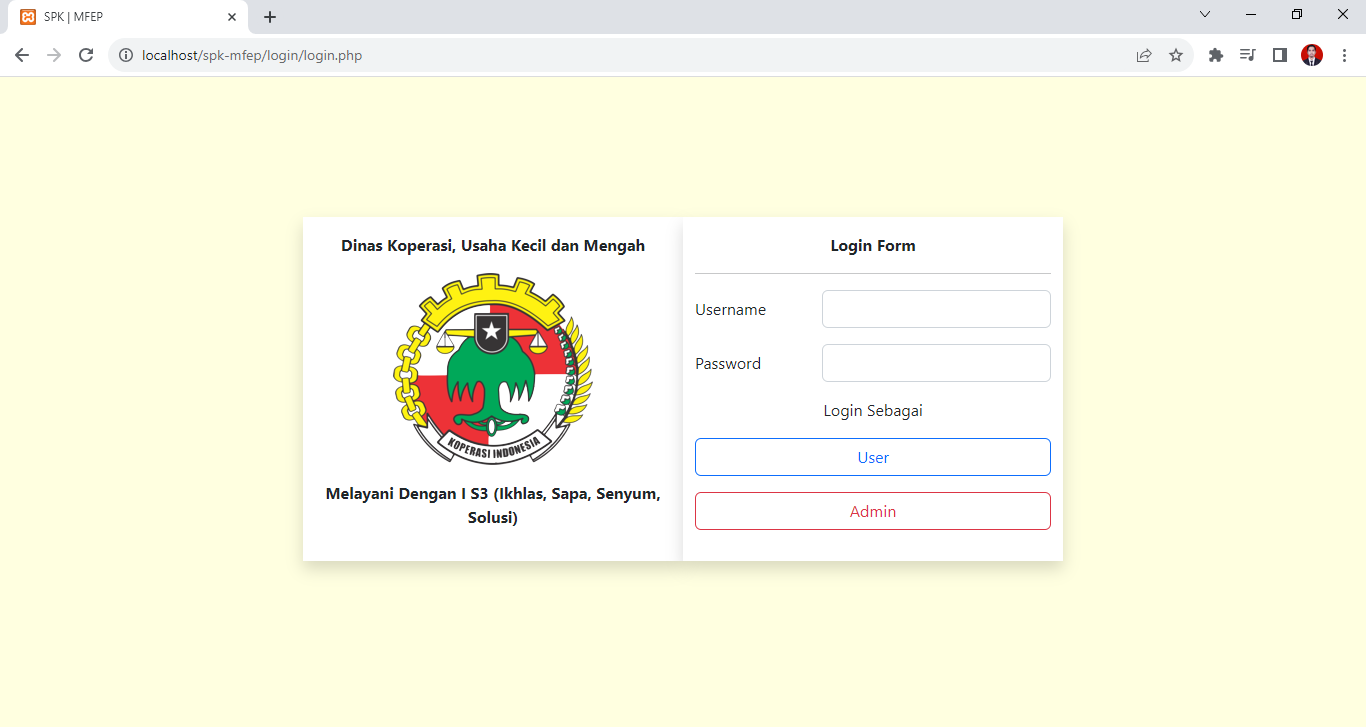 SPK | MFEP
localhost/spk-mfep/login/login.php
Dinas Koperasi, Usaha Kecil dan Mengah
KOPERASI INDONESIA
Melayani Dengan I S3 (Ikhlas, Sapa, Senyum,
Solusi)
Login Form
Username
Password
Login Sebagai
User
Admin